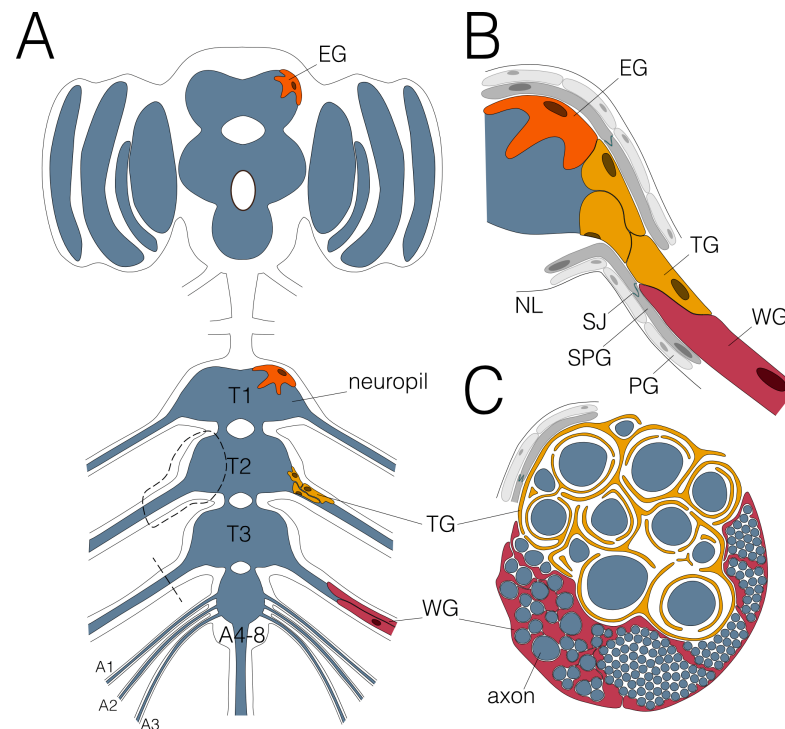 A
EG
T1
neuropil
T2
T3
TG
WG
A4-8
A1
A2
A3
B
EG
TG
NL
SJ
WG
SPG
PG
C
axon